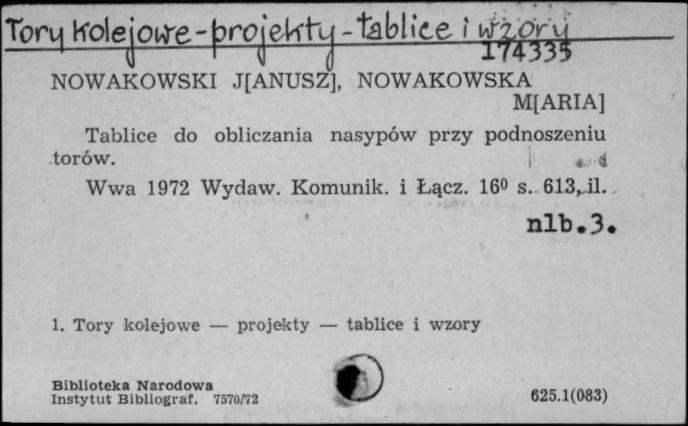 Tory kolejowe - projekty - tablice i wzory
174335
NOWAKOWSKI J[ANUSZ], NOWAKOWSKA
M[ARIA]
Tablice do obliczania nasypów przy podnoszeniu
torów.
Wwa 1972 Wydaw. Komunik. i Łącz. 16⁰ s. 613, il.
nlb.3.
1. Tory kolejowe — projekty — tablice i wzory
Biblioteka Narodowa
Instytut Bibliograf. 7570/72
625.1(083)